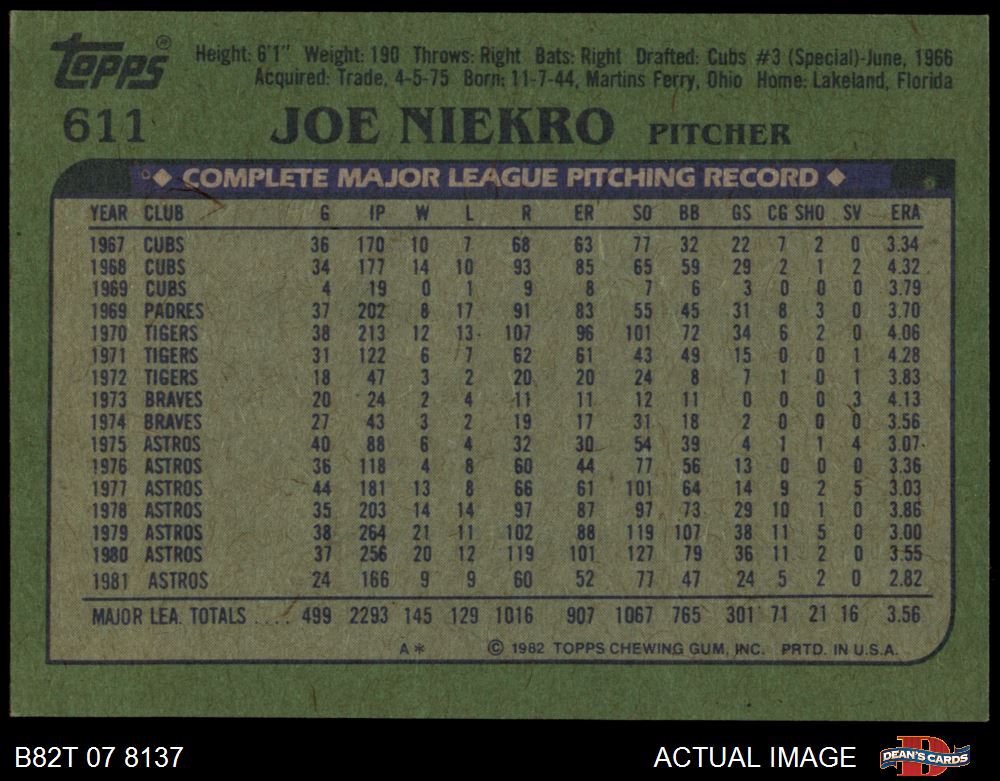 Topps® Height: 6'1" Weight: 190 Throws: Right Bats: Right Drafted: Cubs #3 (Special)-June, 1966
Acquired: Trade, 4-5-75 Born: 11-7-44, Martins Ferry, Ohio Home: Lakeland, Florida
611 JOE NIEKRO PITCHER
COMPLETE MAJOR LEAGUE PITCHING RECORD
YEAR CLUB G IP W L R ER SO BB GS CG SHO SV ERA
1967 CUBS 36 170 10 7 68 63 77 32 22 7 2 0 3.34
1968 CUBS 34 177 14 10 93 85 65 59 29 2 1 2 4.32
1969 CUBS 4 19 0 1 9 8 7 6 3 0 0 0 3.79
1969 PADRES 37 202 8 17 91 83 55 45 31 8 3 0 3.70
1970 TIGERS 38 213 12 13 107 96 101 72 34 6 2 0 4.06
1971 TIGERS 31 122 6 7 62 61 43 49 15 0 0 1 4.28
1972 TIGERS 18 47 3 2 20 20 24 8 7 1 0 1 3.83
1973 BRAVES 20 24 2 4 11 11 12 11 0 0 0 3 4.13
1974 BRAVES 27 43 3 2 19 17 31 18 2 0 0 0 3.56
1975 ASTROS 40 88 6 4 32 30 54 39 4 1 1 4 3.07
1976 ASTROS 36 118 4 8 60 44 77 56 13 0 0 0 3.36
1977 ASTROS 44 181 13 8 66 61 101 64 14 9 2 5 3.03
1978 ASTROS 35 203 14 14 97 87 97 73 29 10 1 0 3.86
1979 ASTROS 38 264 21 11 102 88 119 107 38 11 5 0 3.00
1980 ASTROS 37 256 20 12 119 101 127 79 36 11 2 0 3.55
1981 ASTROS 24 166 9 9 60 52 77 47 24 5 2 0 2.82
MAJOR LEA. TOTALS .... 499 2293 145 129 1016 907 1067 765 301 71 21 16 3.56
A* © 1982 TOPPS CHEWING GUM, INC. PRTD. IN U.S.A.
B82T 07 8137 ACTUAL IMAGE DEAN'S CARDS